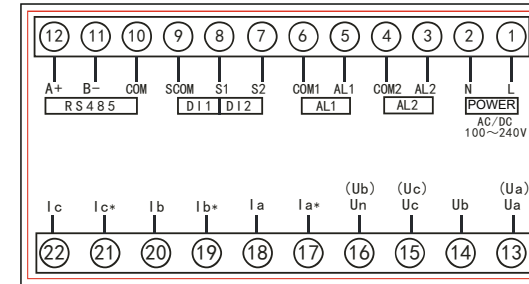 12 11 10 9 8 7 6 5 4 3 2 1
A+ B- COM SCOM S1 S2 COM1 AL1 COM2 AL2 N L
RS485 DI1 DI2 AL1 AL2 POWER
AC/DC
100～240V
(Ub) (Uc) (Ua)
Ic Ic* Ib Ib* Ia Ia* Un Uc Ub Ua
22 21 20 19 18 17 16 15 14 13